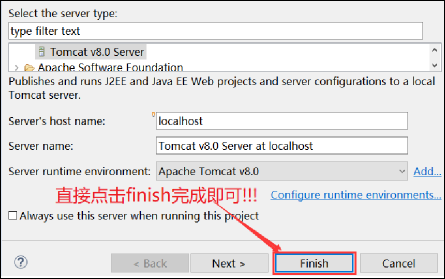 Select the server type:
type filter text
Tomcat v8.0 Server
Apache Software Foundation
Publishes and runs J2EE and Java EE Web projects and server configurations to a local
Tomcat server.
Server's host name: localhost
Server name: Tomcat v8.0 Server at localhost
Server runtime environment: Apache Tomcat v8.0 Add...
直接点击finish完成即可!!! Configure runtime environments...
Always use this server when running this project
? < Back Next > Finish Cancel